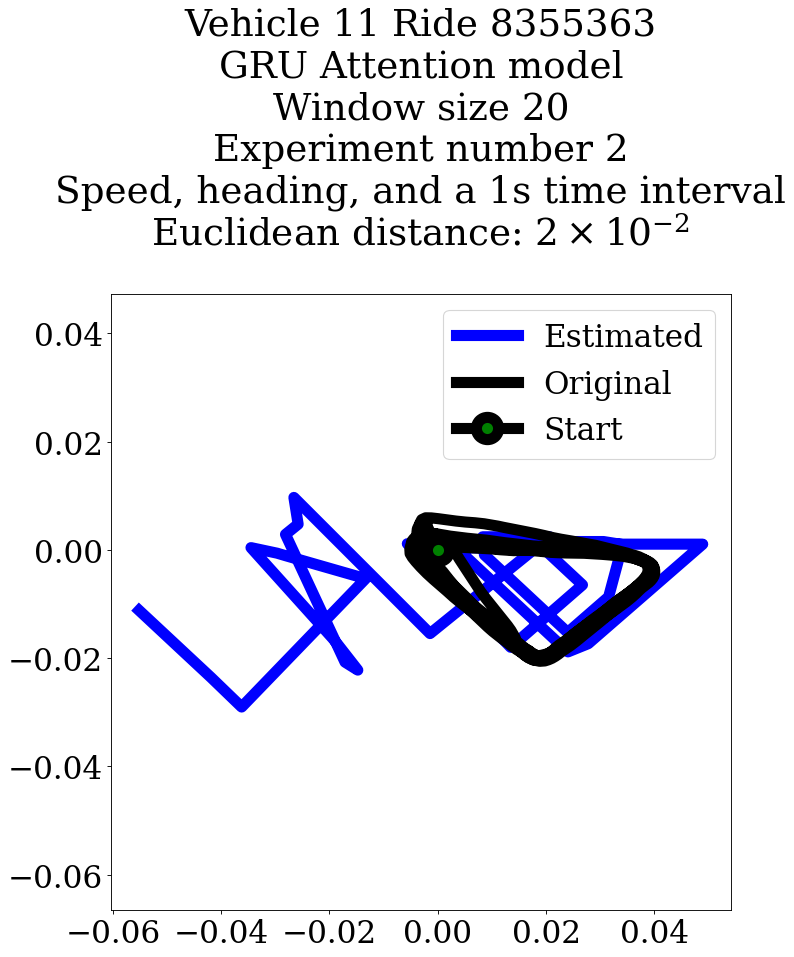 Vehicle 11 Ride 8355363
GRU Attention model
Window size 20
Experiment number 2
Speed, heading, and a 1s time interval
Euclidean distance: 2 × 10⁻²
Estimated
Original
Start
0.04
0.02
0.00
−0.02
−0.04
−0.06
−0.06 −0.04 −0.02 0.00 0.02 0.04